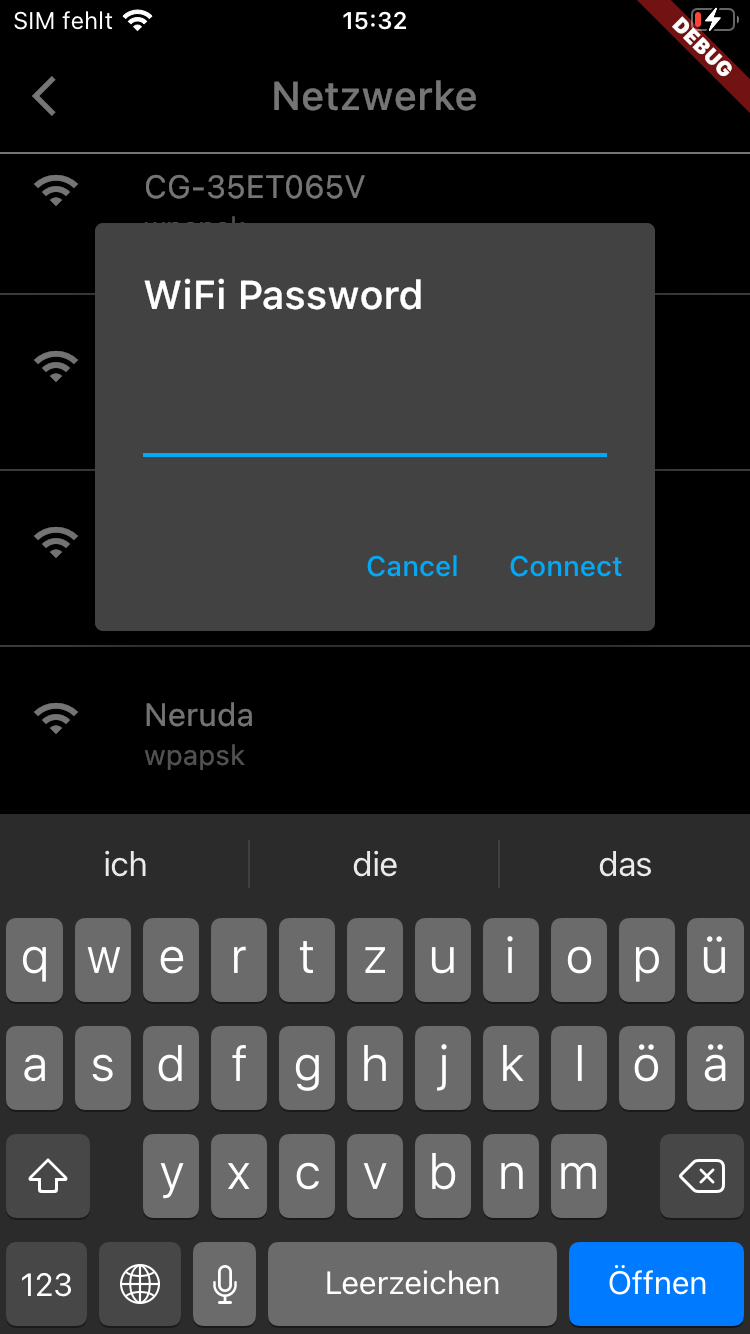 SIM fehlt 15:32
DEBUG
Netzwerke
CG-35ET065V
wpapsk
WiFi Password
Cancel Connect
Neruda
wpapsk
ich die das
q w e r t z u i o p ü
a s d f g h j k l ö ä
y x c v b n m
123 Leerzeichen Öffnen